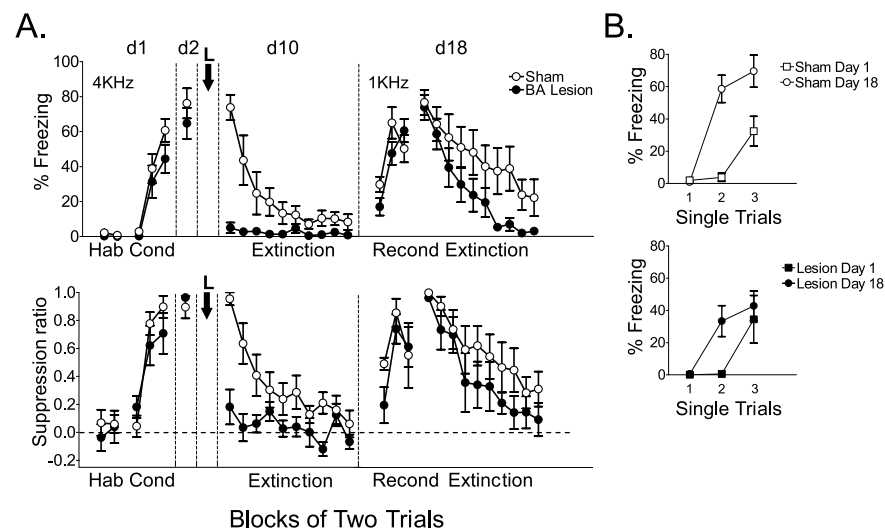 A.
d1 d2 L d10 d18
4KHz 1KHz
Sham
BA Lesion
% Freezing
100
80
60
40
20
0
Hab Cond Extinction Recond Extinction
L
Suppression ratio
1.0
0.8
0.6
0.4
0.2
0.0
-0.2
Hab Cond Extinction Recond Extinction
Blocks of Two Trials
B.
Sham Day 1
Sham Day 18
% Freezing
80
60
40
20
0
1 2 3
Single Trials
Lesion Day 1
Lesion Day 18
% Freezing
80
60
40
20
0
1 2 3
Single Trials